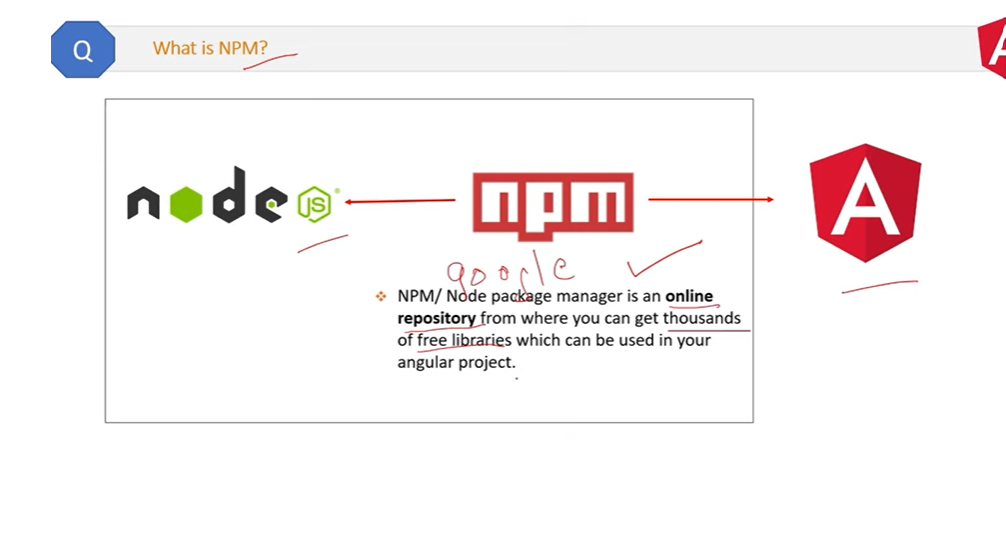 Q
What is NPM?
node JS ®
npm
A
A
google
NPM/ Node package manager is an online
repository from where you can get thousands
of free libraries which can be used in your
angular project.